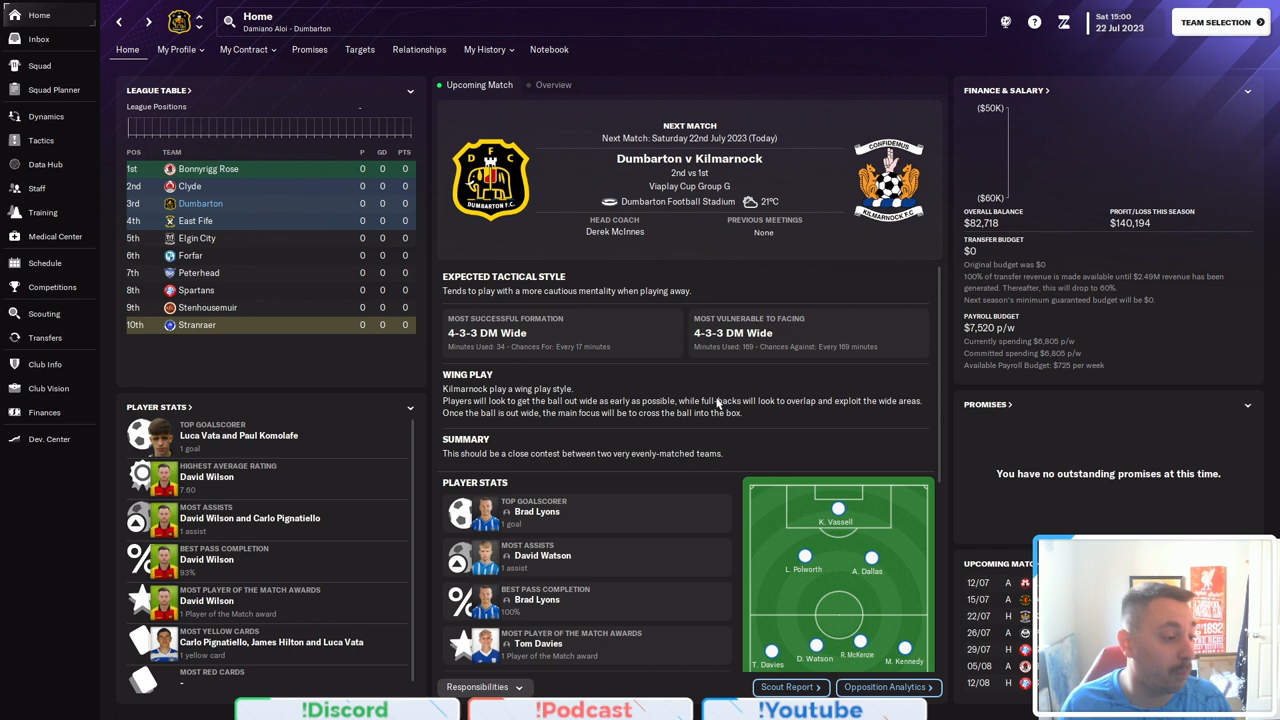 Home
Inbox
Squad
Squad Planner
Dynamics
Tactics
Data Hub
Staff
Training
Medical Center
Schedule
Competitions
Scouting
Transfers
Club Info
Club Vision
Finances
Dev. Center
Home
Damiano Aloi - Dumbarton
Sat 15:00
22 Jul 2023
TEAM SELECTION
Home
My Profile
My Contract
Promises
Targets
Relationships
My History
Notebook
LEAGUE TABLE
League Positions -
POS TEAM P GD PTS
1st Bonnyrigg Rose 0 0 0
2nd Clyde 0 0 0
3rd Dumbarton 0 0 0
4th East Fife 0 0 0
5th Elgin City 0 0 0
6th Forfar 0 0 0
7th Peterhead 0 0 0
8th Spartans 0 0 0
9th Stenhousemuir 0 0 0
10th Stranraer 0 0 0
PLAYER STATS
TOP GOALSCORER
Luca Vata and Paul Komolafe
1 goal
HIGHEST AVERAGE RATING
David Wilson
7.60
MOST ASSISTS
David Wilson and Carlo Pignatiello
1 assist
BEST PASS COMPLETION
David Wilson
93%
MOST PLAYER OF THE MATCH AWARDS
David Wilson
1 Player of the Match award
MOST YELLOW CARDS
Carlo Pignatiello, James Hilton and Luca Vata
1 yellow card
MOST RED CARDS
-
Upcoming Match
Overview
D F C
DUMBARTON F.C.
NEXT MATCH
Next Match: Saturday 22nd July 2023 (Today)
Dumbarton v Kilmarnock
2nd vs 1st
Viaplay Cup Group G
Dumbarton Football Stadium 21°C
HEAD COACH
Derek McInnes
PREVIOUS MEETINGS
None
CONFIDEMUS
KILMARNOCK F.C.
EXPECTED TACTICAL STYLE
Tends to play with a more cautious mentality when playing away.
MOST SUCCESSFUL FORMATION
4-3-3 DM Wide
Minutes Used: 34 - Chances For: Every 17 minutes
MOST VULNERABLE TO FACING
4-3-3 DM Wide
Minutes Used: 169 - Chances Against: Every 169 minutes
WING PLAY
Kilmarnock play a wing play style.
Players will look to get the ball out wide as early as possible, while full-backs will look to overlap and exploit the wide areas.
Once the ball is out wide, the main focus will be to cross the ball into the box.
SUMMARY
This should be a close contest between two very evenly-matched teams.
PLAYER STATS
TOP GOALSCORER
Brad Lyons
1 goal
MOST ASSISTS
David Watson
1 assist
BEST PASS COMPLETION
Brad Lyons
100%
MOST PLAYER OF THE MATCH AWARDS
Tom Davies
1 Player of the Match award
K. Vassell
L. Polworth
A. Dallas
T. Davies
D. Watson
R. McKenzie
M. Kennedy
Responsibilities
Scout Report
Opposition Analytics
FINANCE & SALARY
($50K)
($60K)
OVERALL BALANCE
$82,718
PROFIT/LOSS THIS SEASON
$140,194
TRANSFER BUDGET
$0
Original budget was $0
100% of transfer revenue is made available until $2.49M revenue has been
generated. Thereafter, this will drop to 60%.
Next season's minimum guaranteed budget will be $0.
PAYROLL BUDGET
$7,520 p/w
Currently spending $6,805 p/w
Committed spending $6,805 p/w
Available Payroll Budget: $725 per week
PROMISES
You have no outstanding promises at this time.
UPCOMING MATC
12/07 A
15/07 A
22/07 H
26/07 A
29/07 H
05/08 A
12/08 H
1892
!Discord
!Podcast
!Youtube